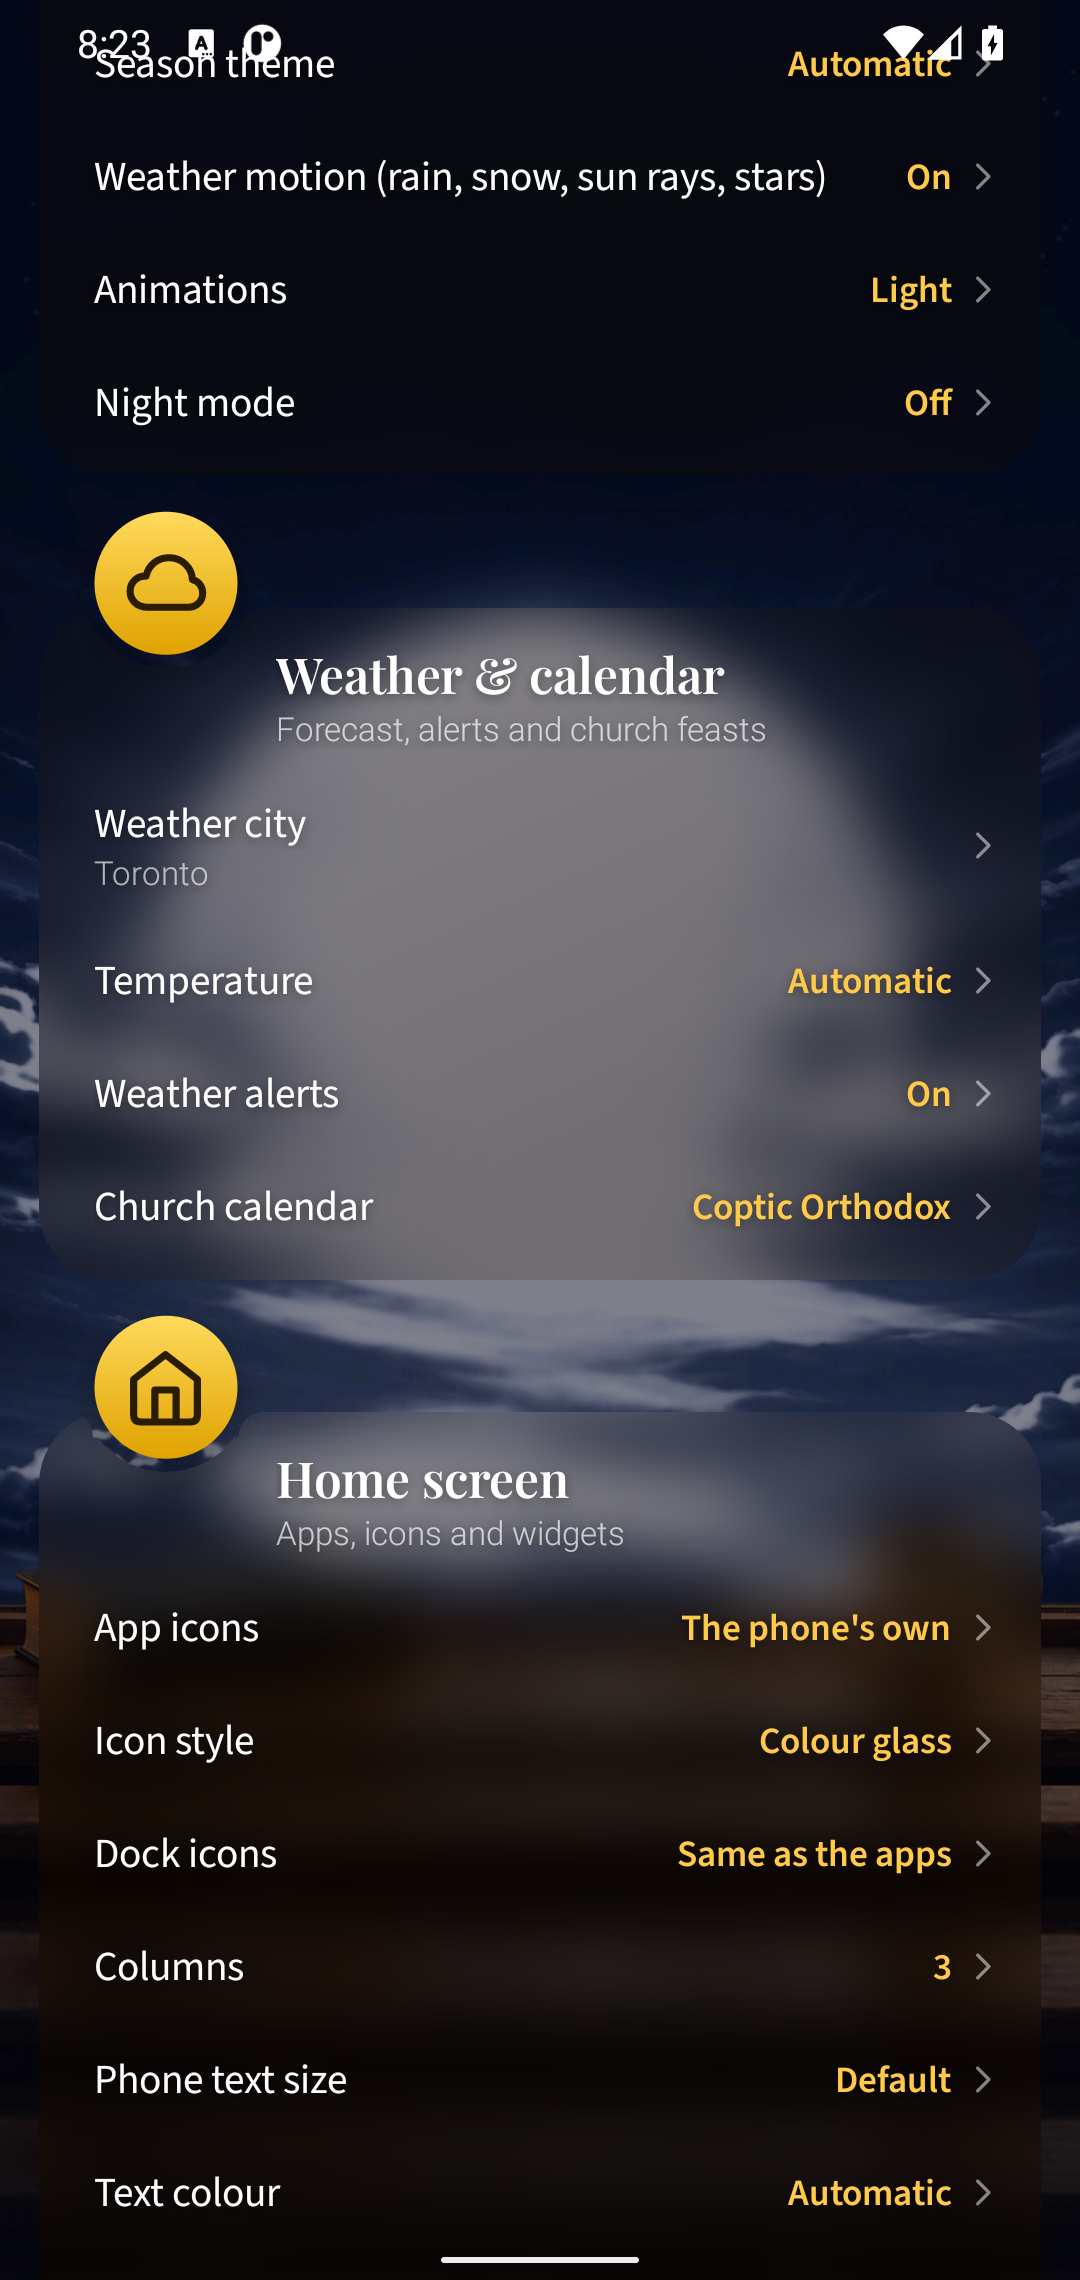 8:23
Season theme Automatic
Weather motion (rain, snow, sun rays, stars) On
Animations Light
Night mode Off
Weather & calendar
Forecast, alerts and church feasts
Weather city
Toronto
Temperature Automatic
Weather alerts On
Church calendar Coptic Orthodox
Home screen
Apps, icons and widgets
App icons The phone's own
Icon style Colour glass
Dock icons Same as the apps
Columns 3
Phone text size Default
Text colour Automatic